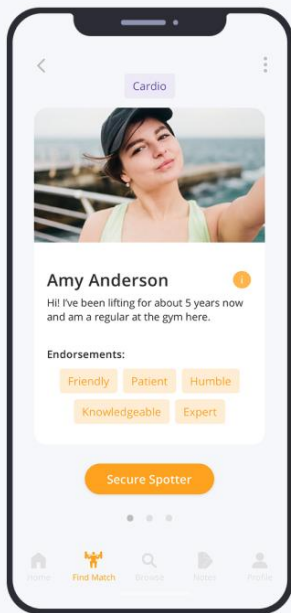 Cardio
Amy Anderson
Hi! I've been lifting for about 5 years now
and am a regular at the gym here.
Endorsements:
Friendly Patient Humble
Knowledgeable Expert
Secure Spotter
Home Find Match Browse Notes Profile